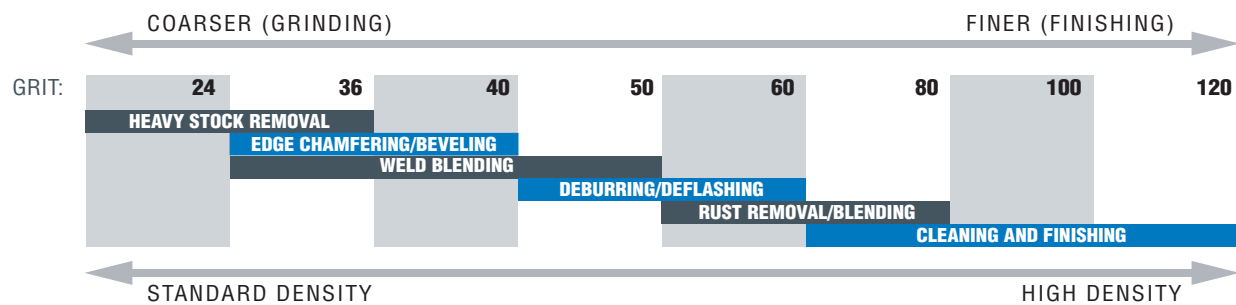 COARSER (GRINDING) FINER (FINISHING)
GRIT: 24 36 40 50 60 80 100 120
HEAVY STOCK REMOVAL
EDGE CHAMFERING/BEVELING
WELD BLENDING
DEBURRING/DEFLASHING
RUST REMOVAL/BLENDING
CLEANING AND FINISHING
STANDARD DENSITY HIGH DENSITY